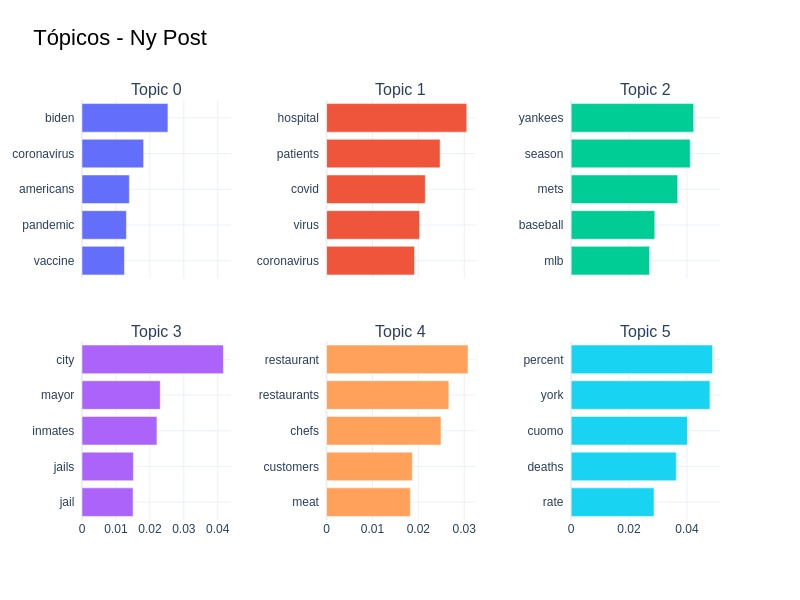 Tópicos - Ny Post
Topic 0
biden
coronavirus
americans
pandemic
vaccine
Topic 1
hospital
patients
covid
virus
coronavirus
Topic 2
yankees
season
mets
baseball
mlb
Topic 3
city
mayor
inmates
jails
jail
0 0.01 0.02 0.03 0.04
Topic 4
restaurant
restaurants
chefs
customers
meat
0 0.01 0.02 0.03
Topic 5
percent
york
cuomo
deaths
rate
0 0.02 0.04